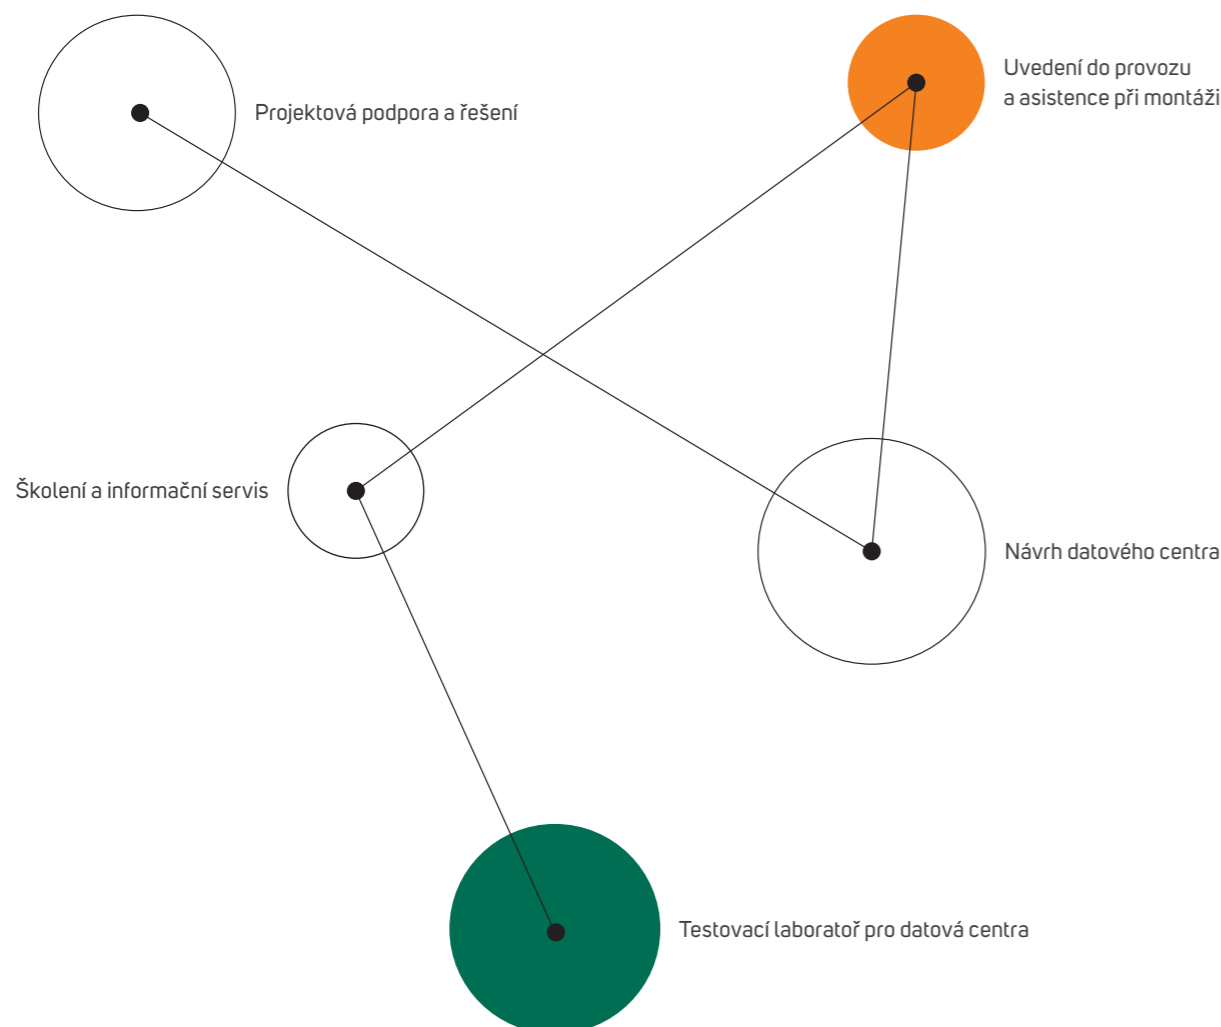 Projektová podpora a řešení
Uvedení do provozu
a asistence při montáži
Školení a informační servis
Návrh datového centra
Testovací laboratoř pro datová centra